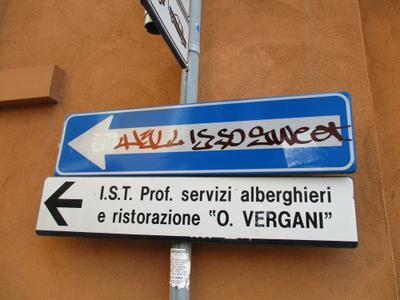 HELL IS SO SWEET
I.S.T. Prof. servizi alberghieri
e ristorazione "O. VERGANI"